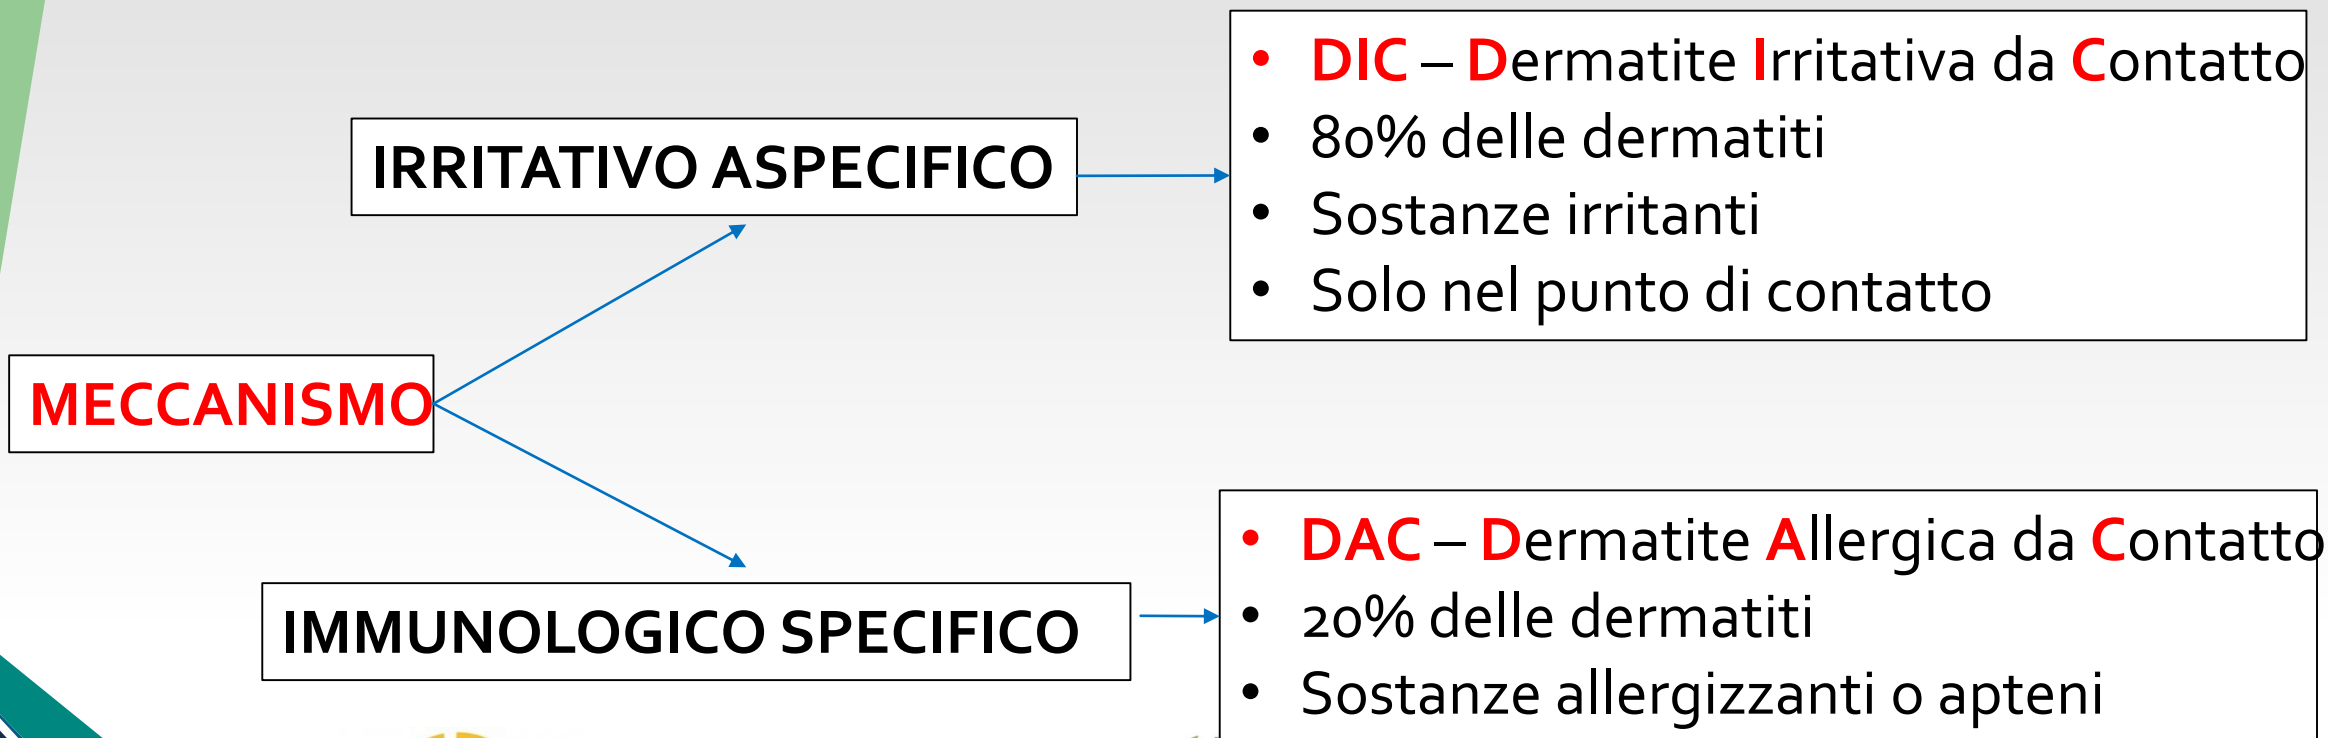 • DIC – Dermatite Irritativa da Contatto
• 80% delle dermatiti
• Sostanze irritanti
• Solo nel punto di contatto
IRRITATIVO ASPECIFICO
MECCANISMO
IMMUNOLOGICO SPECIFICO
• DAC – Dermatite Allergica da Contatto
• 20% delle dermatiti
• Sostanze allergizzanti o apteni